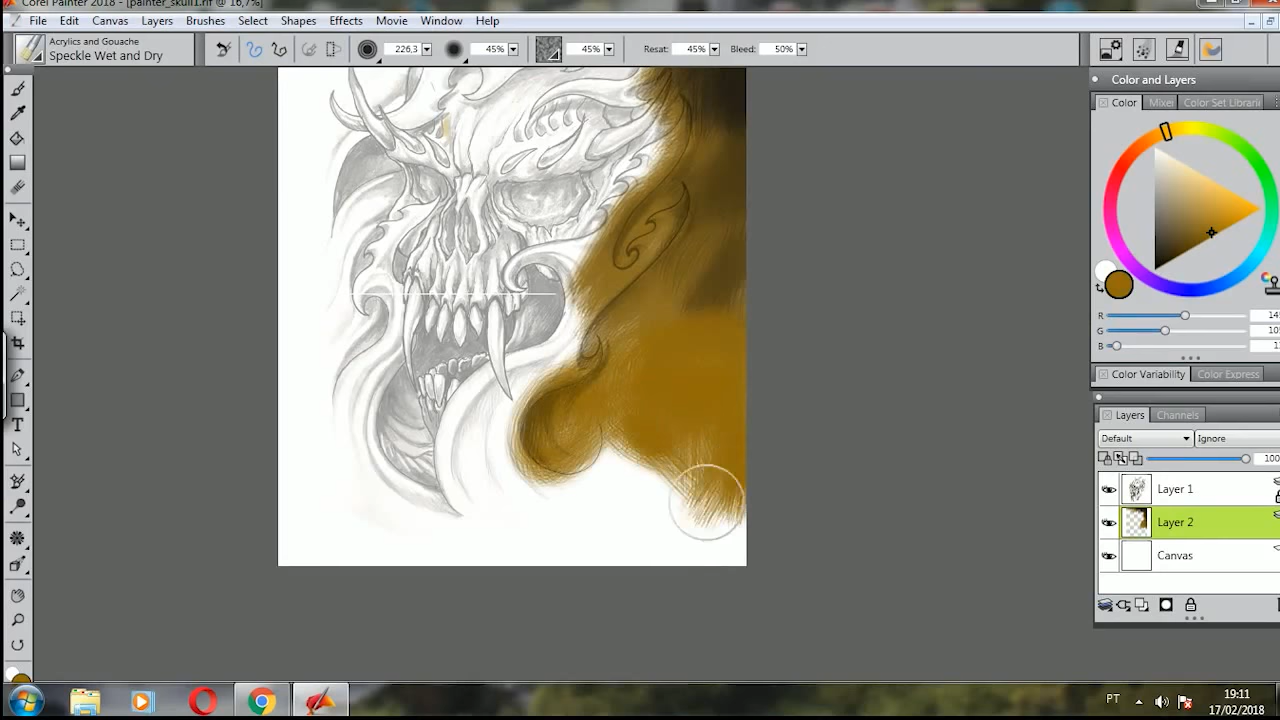 Corel Painter 2018 - [painter_skull1.rif @ 16,7%]
File Edit Canvas Layers Brushes Select Shapes Effects Movie Window Help
Acrylics and Gouache
Speckle Wet and Dry
226,3 45% 45% Resat: 45% Bleed: 50%
Color and Layers
Color Mixer Color Set Librarii
R
G
B
Color Variability Color Express
Layers Channels
Default Ignore
100
Layer 1
Layer 2
Canvas
T
PT
19:11
17/02/2018